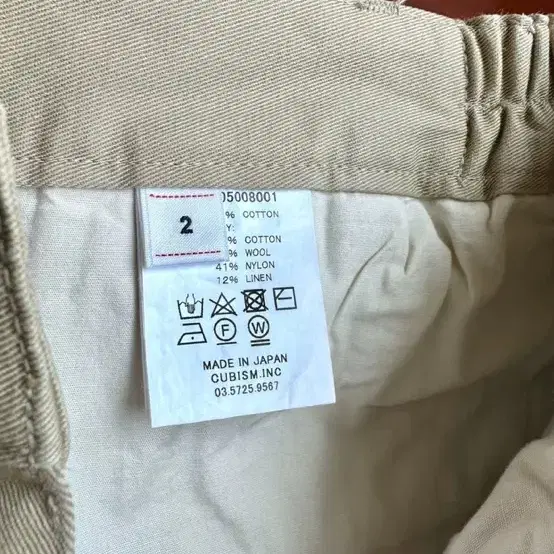 2
05008001
% COTTON
Y:
% COTTON
% WOOL
41% NYLON
12% LINEN
F W
MADE IN JAPAN
CUBISM.INC
03.5725.9567